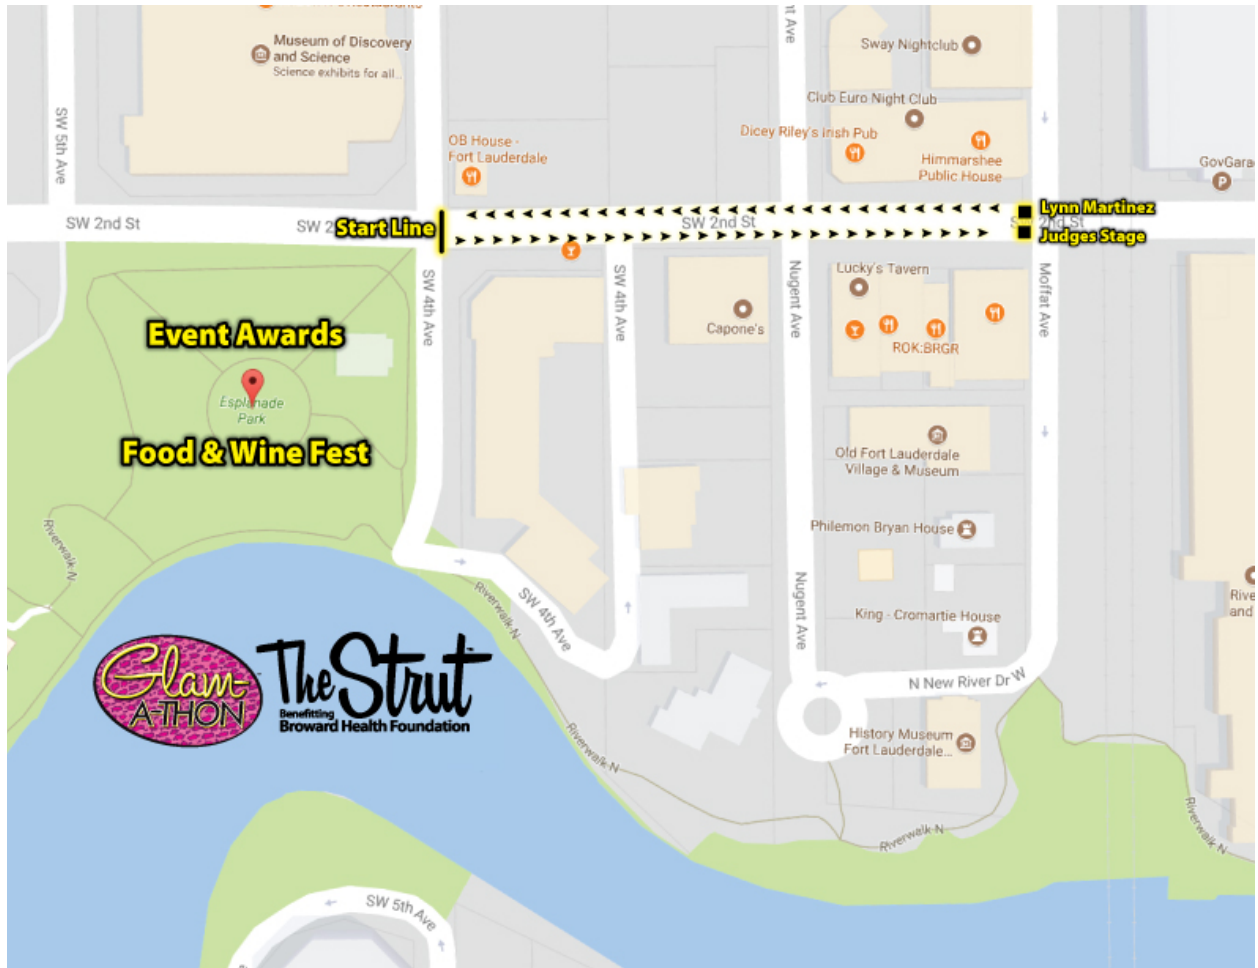 Museum of Discovery
and Science
Science exhibits for all...
Sway Nightclub
Club Euro Night Club
Dicey Riley's Irish Pub
Himmarshee
Public House
GovGara
SW 5th Ave
OB House -
Fort Lauderdale
SW 2nd St
SW 2
Start Line
SW 2nd St
Lynn Martinez
2nd St
Judges Stage
SW 4th Ave
SW 4th Ave
Nugent Ave
Moffat Ave
Lucky's Tavern
Capone's
ROK:BRGR
Event Awards
Esplanade
Park
Food & Wine Fest
Old Fort Lauderdale
Village & Museum
Philemon Bryan House
Riverwalk N
Riverwalk N
SW 4th Ave
Nugent Ave
King - Cromartie House
Rive
and
Glam-
A-THON
The Strut
Benefitting
Broward Health Foundation
N New River Dr W
History Museum
Fort Lauderdale...
Riverwalk N
Riverwalk N
Riverwalk N
SW 5th Ave